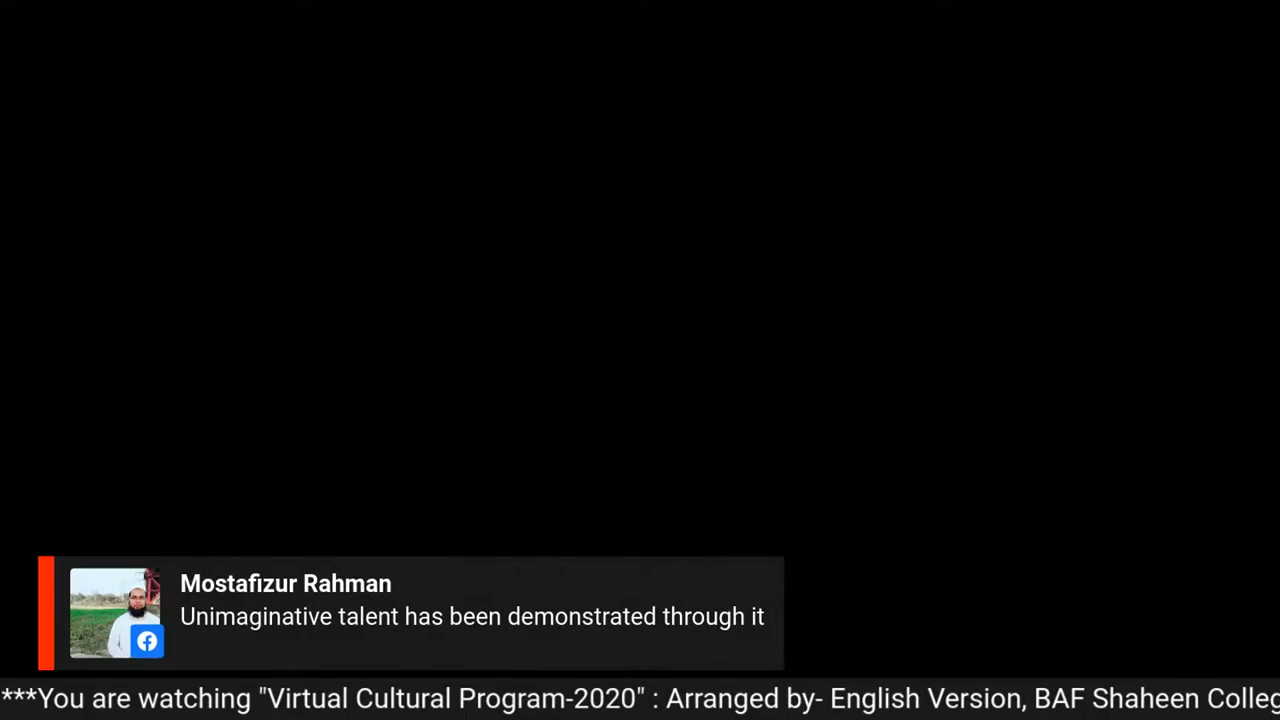 Mostafizur Rahman
Unimaginative talent has been demonstrated through it
***You are watching "Virtual Cultural Program-2020" : Arranged by- English Version, BAF Shaheen Colleg